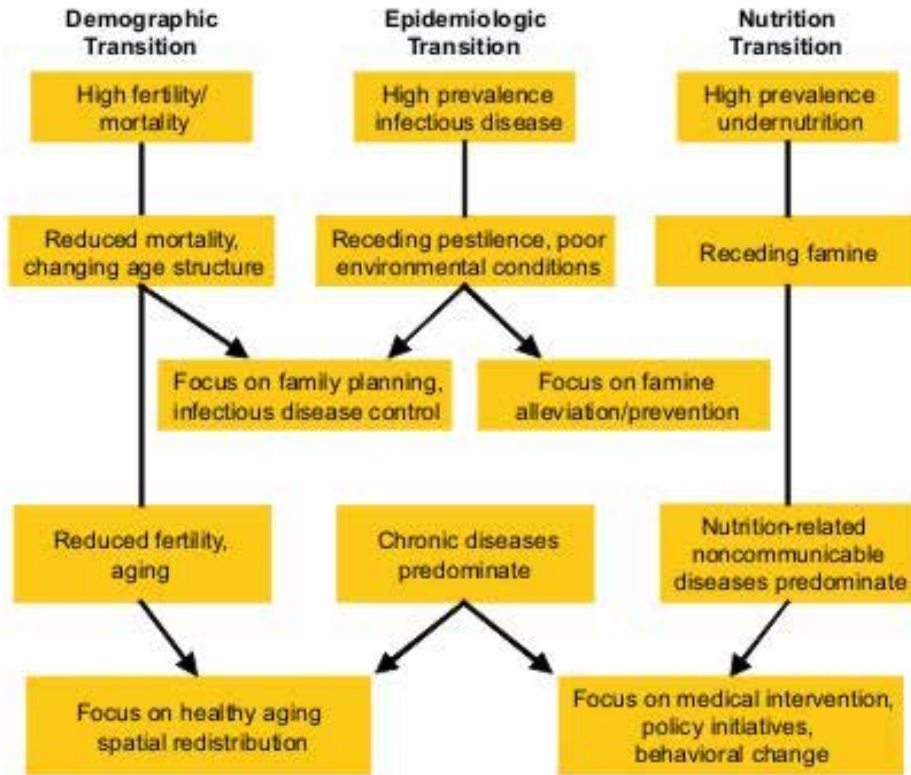 Demographic
Transition
Epidemiologic
Transition
Nutrition
Transition
High fertility/
mortality
High prevalence
infectious disease
High prevalence
undernutrition
Reduced mortality,
changing age structure
Receding pestilence, poor
environmental conditions
Receding famine
Focus on family planning,
infectious disease control
Focus on famine
alleviation/prevention
Reduced fertility,
aging
Chronic diseases
predominate
Nutrition-related
noncommunicable
diseases predominate
Focus on healthy aging
spatial redistribution
Focus on medical intervention,
policy initiatives,
behavioral change